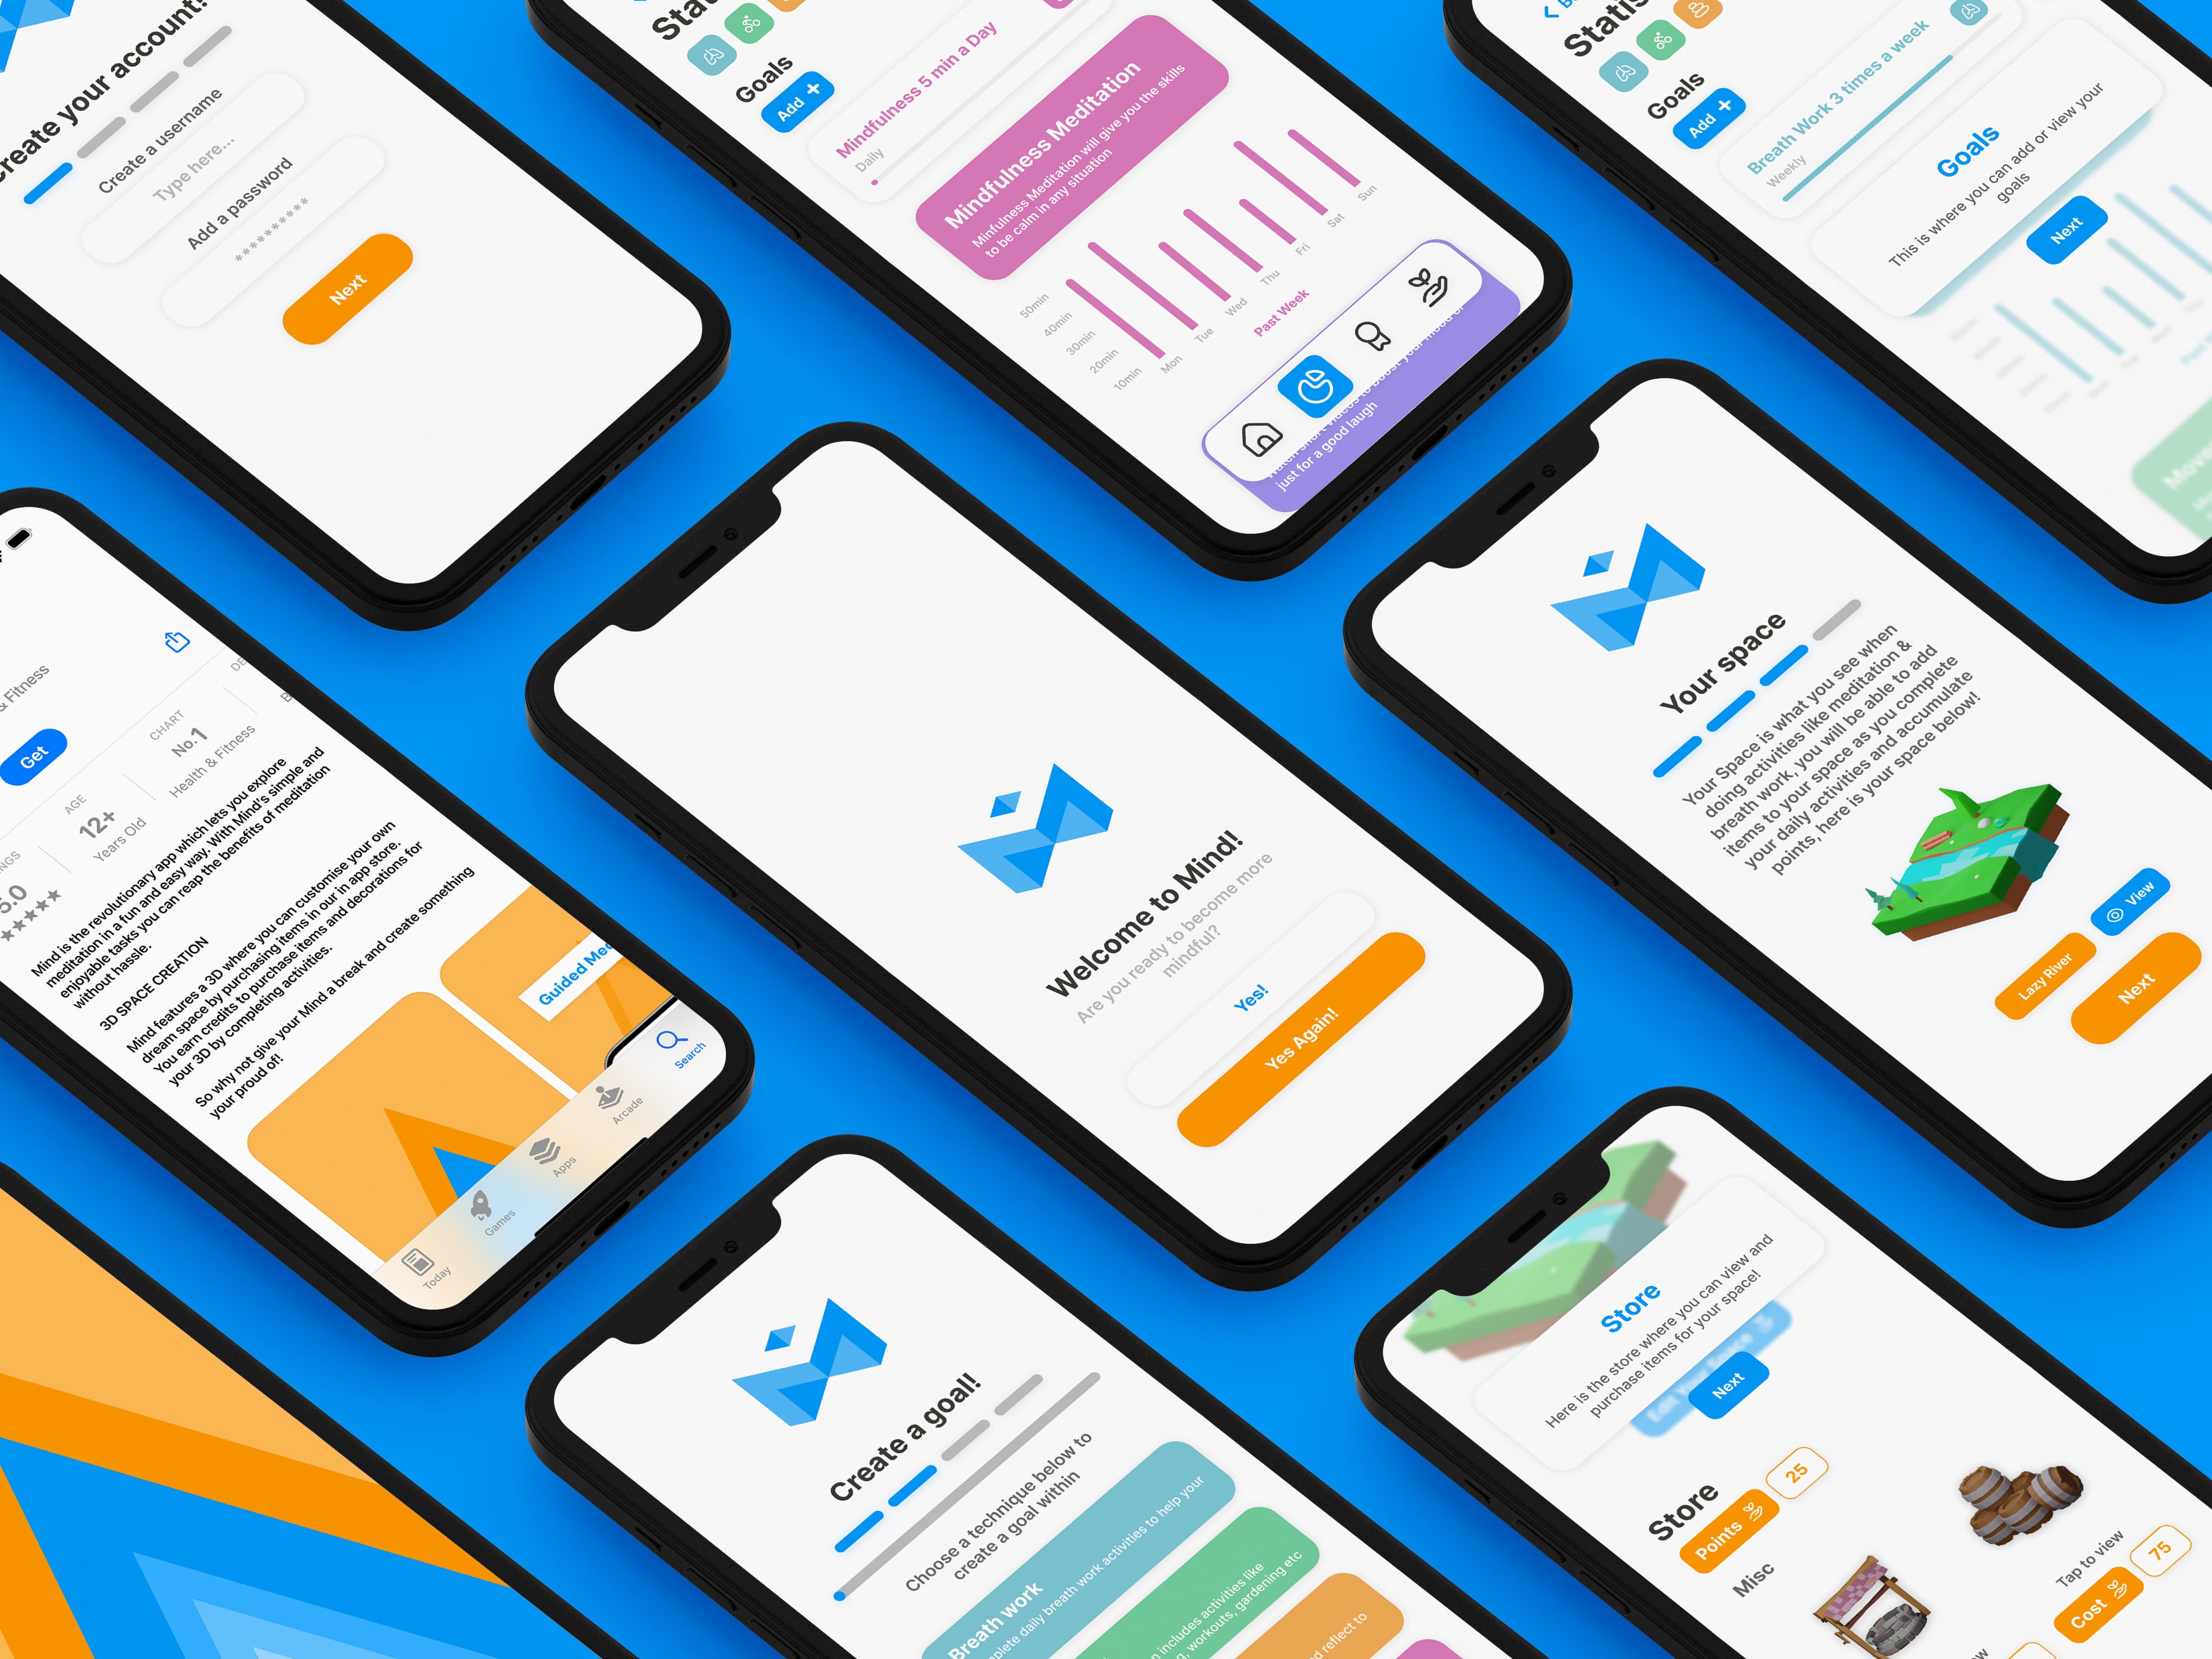 Create your account!
Create a username
Type here...
Add a password
**********
Next
Goals
Add +
Mindfulness 5 min a Day
Daily
Mindfulness Meditation
Minfulness Meditation will give you the skills
to be calm in any situation
50min
40min
30min
20min
10min
Mon
Tue
Wed
Thu
Fri
Sat
Sun
Past Week
just for a good laugh
Goals
Add +
Breath Work 3 times a week
Weekly
Goals
This is where you can add or view your
goals
Next
& Fitness
Get
5.0
★★★★★
AGE
12+
Years Old
CHART
No.1
Health & Fitness
Mind is the revolutionary app which lets you explore
meditation in a fun and easy way. With Mind's simple and
enjoyable tasks you can reap the benefits of meditation
without hassle.
3D SPACE CREATION
Mind features a 3D where you can customise your own
dream space by purchasing items in our in app store.
You earn credits to purchase items and decorations for
your 3D by completing activities.
So why not give your Mind a break and create something
your proud of!
Guided Med
Today
Games
Apps
Arcade
Search
Welcome to Mind!
Are you ready to become more
mindful?
Yes!
Yes Again!
Your space
Your Space is what you see when
doing activities like meditation &
breath work, you will be able to add
items to your space as you complete
your daily activities and accumulate
points, here is your space below!
View
Lazy River
Next
Create a goal!
Choose a technique below to
create a goal within
Breath work
daily breath work activities to help your
includes activities like
workouts, gardening etc
reflect to
Store
Here is the store where you can view and
purchase items for your space!
Next
Store
Points
25
Misc
Tap to view
Cost
75